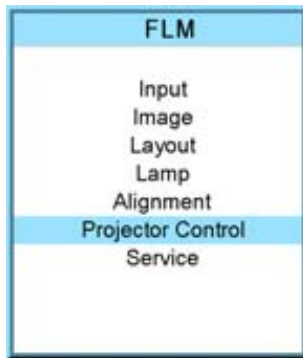 FLM
Input
Image
Layout
Lamp
Alignment
Projector Control
Service